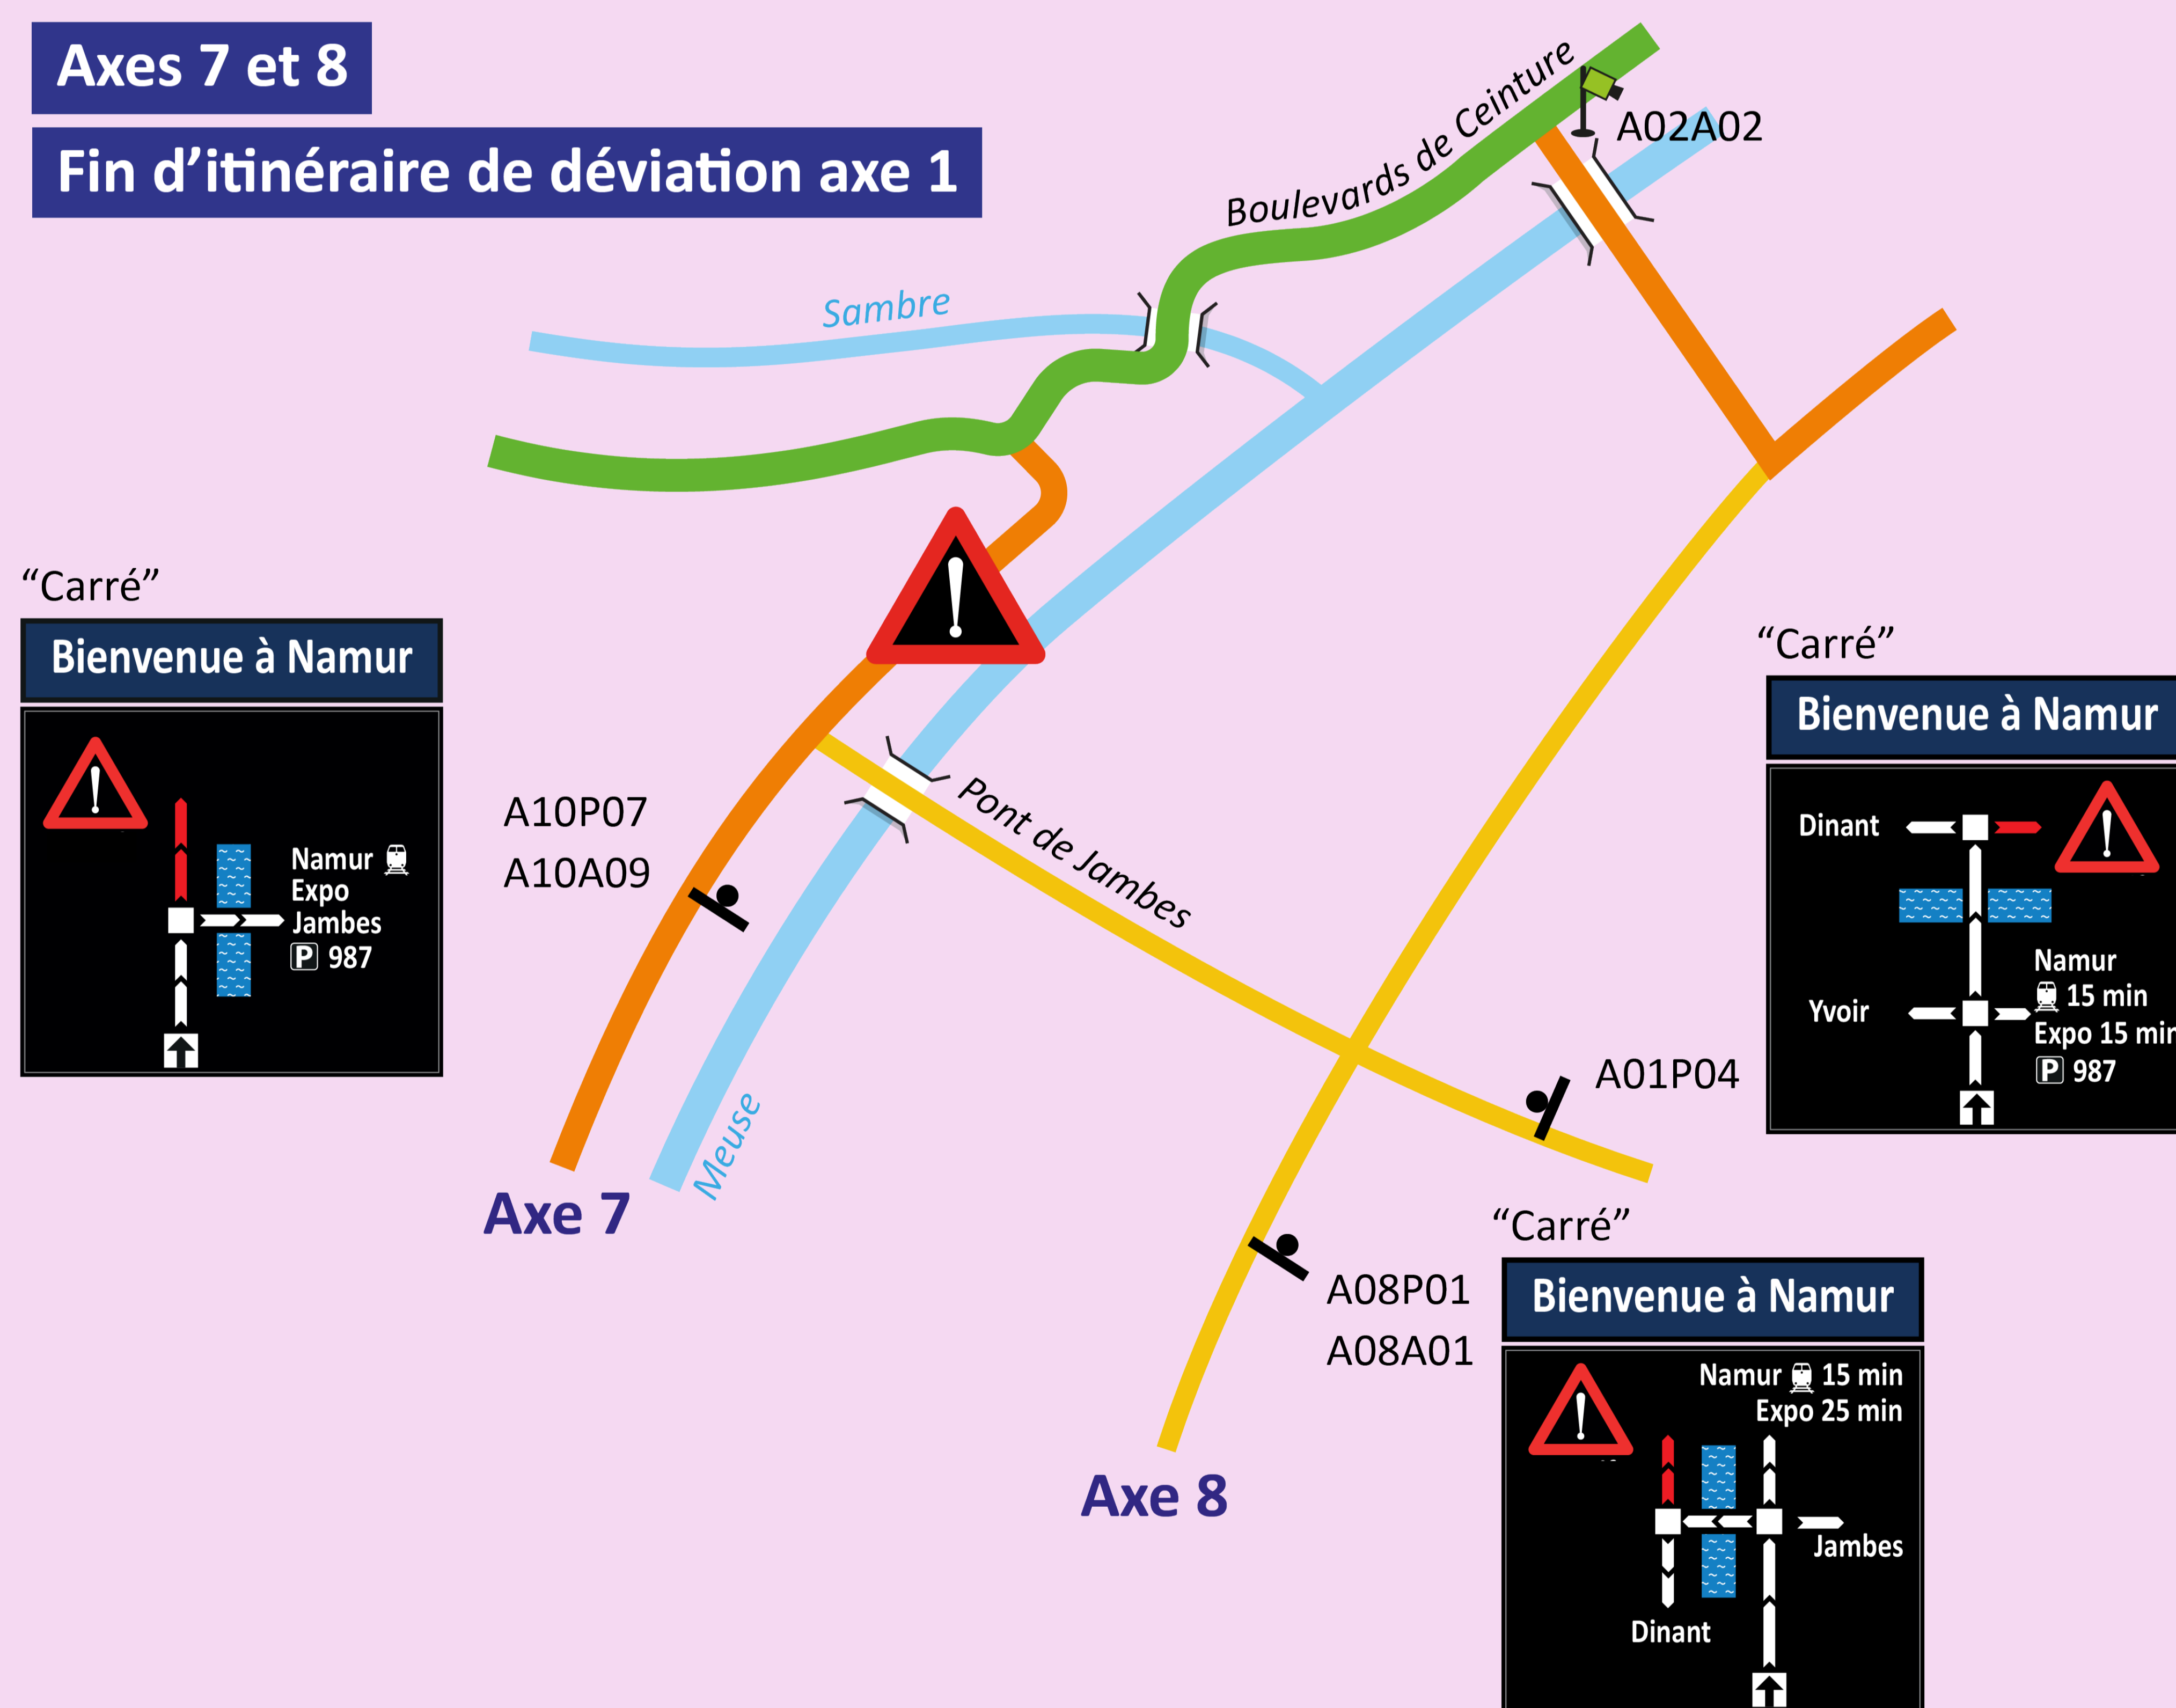 Axes 7 et 8
Fin d’itinéraire de déviation axe 1
Boulevards de Ceinture
A02A02
Sambre
“Carré”
Bienvenue à Namur
Namur
Expo
Jambes
P 987
A10P07
A10A09
Pont de Jambes
Meuse
Axe 7
“Carré”
Bienvenue à Namur
Dinant
Namur
15 min
Yvoir
Expo 15 min
P 987
A01P04
A08P01
A08A01
Axe 8
“Carré”
Bienvenue à Namur
Namur 15 min
Expo 25 min
Jambes
Dinant